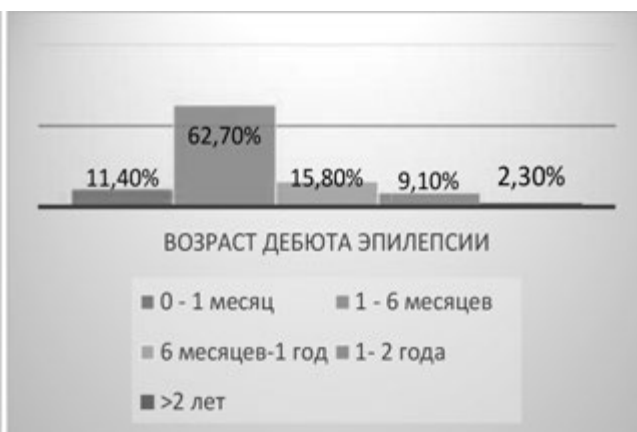 62,70%
11,40% 15,80% 9,10% 2,30%
ВОЗРАСТ ДЕБЮТА ЭПИЛЕПСИИ
0 - 1 месяц 1 - 6 месяцев
6 месяцев-1 год 1- 2 года
>2 лет